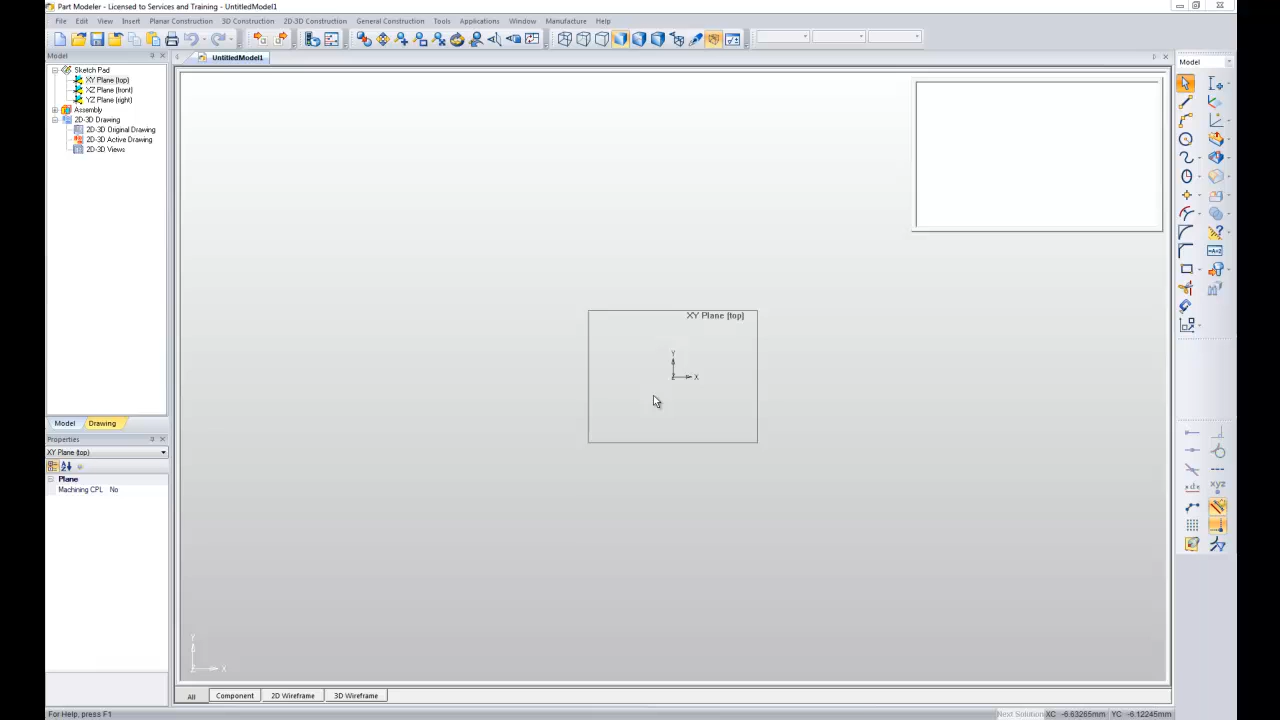 Part Modeler - Licensed to Services and Training - UntitledModel1
File Edit View Insert Planar Construction 3D Construction 2D-3D Construction General Construction Tools Applications Window Manufacture Help
Model
UntitledModel1
Model
Sketch Pad
XY Plane (top)
XZ Plane (front)
YZ Plane (right)
Assembly
2D-3D Drawing
2D-3D Original Drawing
2D-3D Active Drawing
2D-3D Views
XY Plane (top)
Y
Z X
Model Drawing
Properties
XY Plane (top)
Plane
Machining CPL No
xyz
Y
Z X
All Component 2D Wireframe 3D Wireframe
For Help, press F1
Next Solution XC -6.63265mm YC -6.12245mm